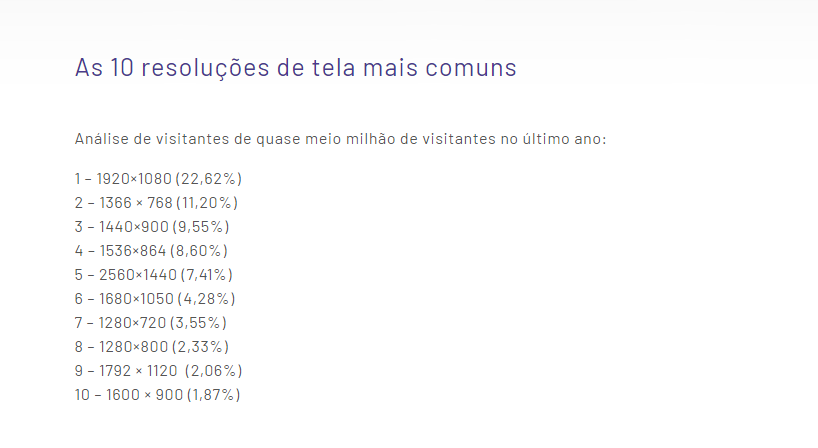 As 10 resoluções de tela mais comuns
Análise de visitantes de quase meio milhão de visitantes no último ano:
1 – 1920×1080 (22,62%)
2 – 1366 × 768 (11,20%)
3 – 1440×900 (9,55%)
4 – 1536×864 (8,60%)
5 – 2560×1440 (7,41%)
6 – 1680×1050 (4,28%)
7 – 1280×720 (3,55%)
8 – 1280×800 (2,33%)
9 – 1792 × 1120  (2,06%)
10 – 1600 × 900 (1,87%)